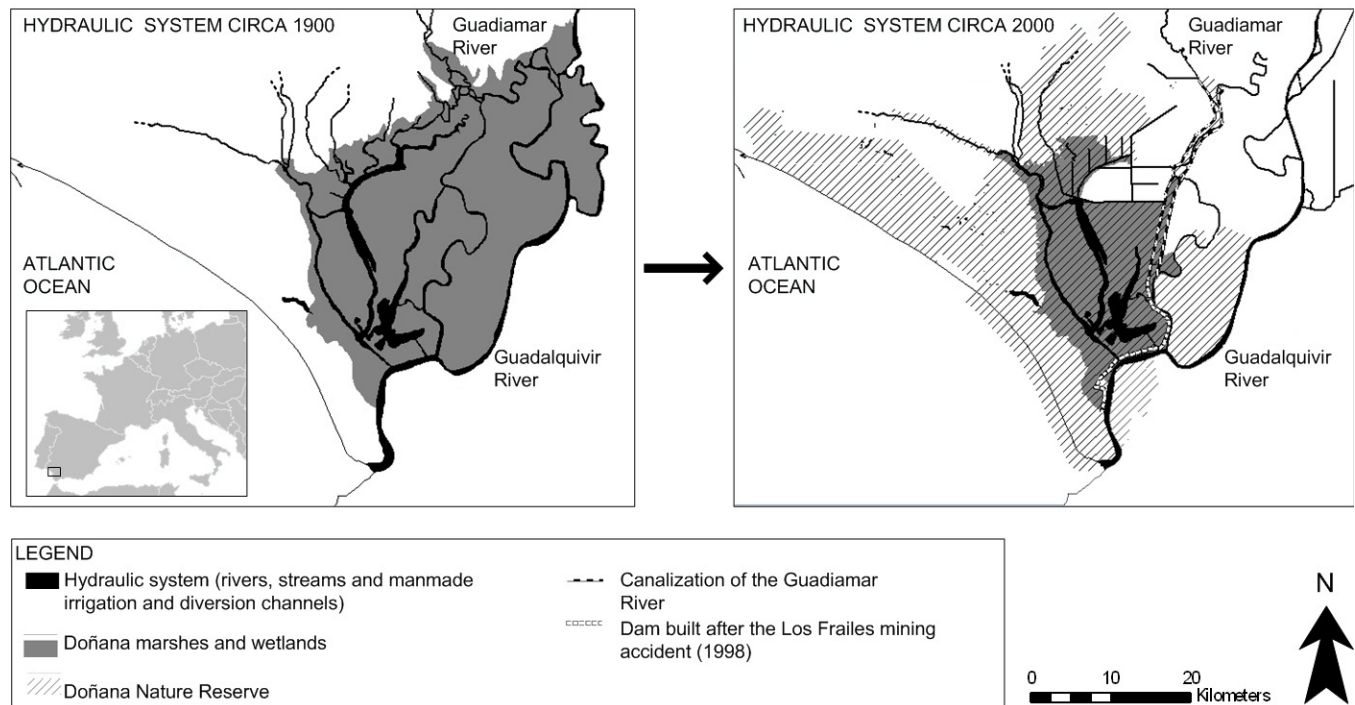 HYDRAULIC SYSTEM CIRCA 1900
Guadiamar
River
ATLANTIC
OCEAN
Guadalquivir
River
HYDRAULIC SYSTEM CIRCA 2000
Guadiamar
River
ATLANTIC
OCEAN
Guadalquivir
River
LEGEND
Hydraulic system (rivers, streams and manmade
irrigation and diversion channels)
Doñana marshes and wetlands
Doñana Nature Reserve
Canalization of the Guadiamar
River
Dam built after the Los Frailes mining
accident (1998)
0 10 20
Kilometers
N